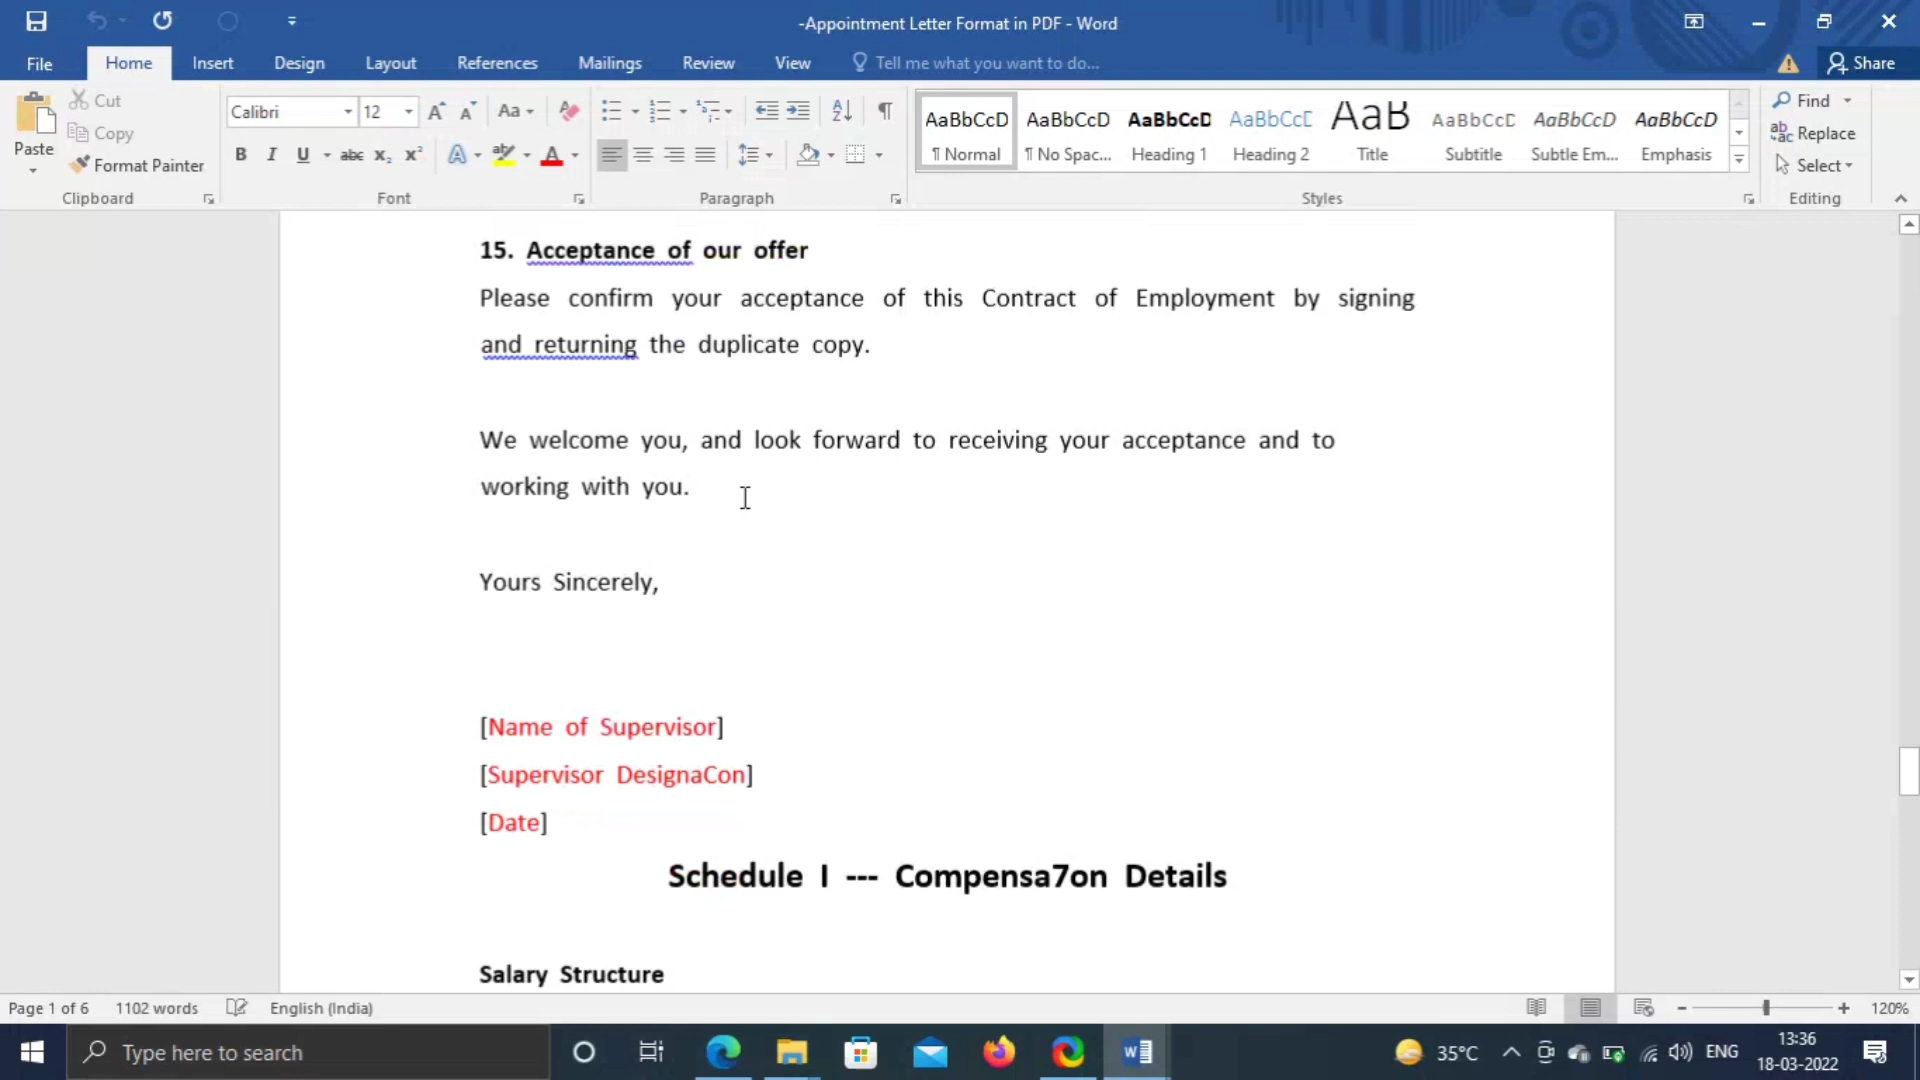 -Appointment Letter Format in PDF - Word
File Home Insert Design Layout References Mailings Review View Tell me what you want to do... Share
Paste
Cut
Copy
Format Painter
Clipboard
Calibri 12
Aa
B I U abc x₂ x² A A
Font
Paragraph
AaBbCcD AaBbCcD AaBbCcD AaBbCcD AaB AaBbCcD AaBbCcD AaBbCcD
¶ Normal ¶ No Spac... Heading 1 Heading 2 Title Subtitle Subtle Em... Emphasis
Styles
Find
Replace
Select
Editing
15. Acceptance of our offer
Please confirm your acceptance of this Contract of Employment by signing
and returning the duplicate copy.
We welcome you, and look forward to receiving your acceptance and to
working with you.
Yours Sincerely,
[Name of Supervisor]
[Supervisor DesignaCon]
[Date]
Schedule I --- Compensa7on Details
Salary Structure
Page 1 of 6 1102 words English (India) 120%
Type here to search
35°C ENG
13:36
18-03-2022